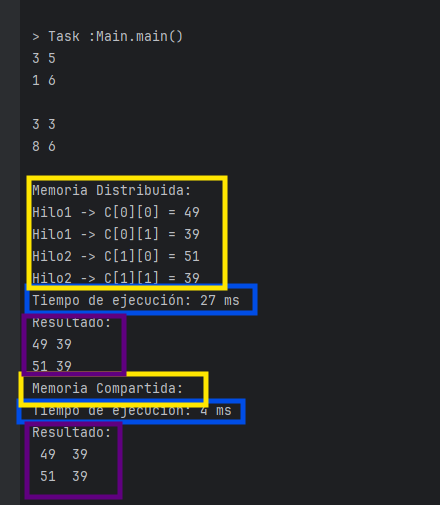 > Task :Main.main()
3 5
1 6
3 3
8 6
Memoria Distribuida:
Hilo1 -> C[0][0] = 49
Hilo1 -> C[0][1] = 39
Hilo2 -> C[1][0] = 51
Hilo2 -> C[1][1] = 39
Tiempo de ejecución: 27 ms
Resultado:
49 39
51 39
Memoria Compartida:
Tiempo de ejecución: 4 ms
Resultado:
49 39
51 39